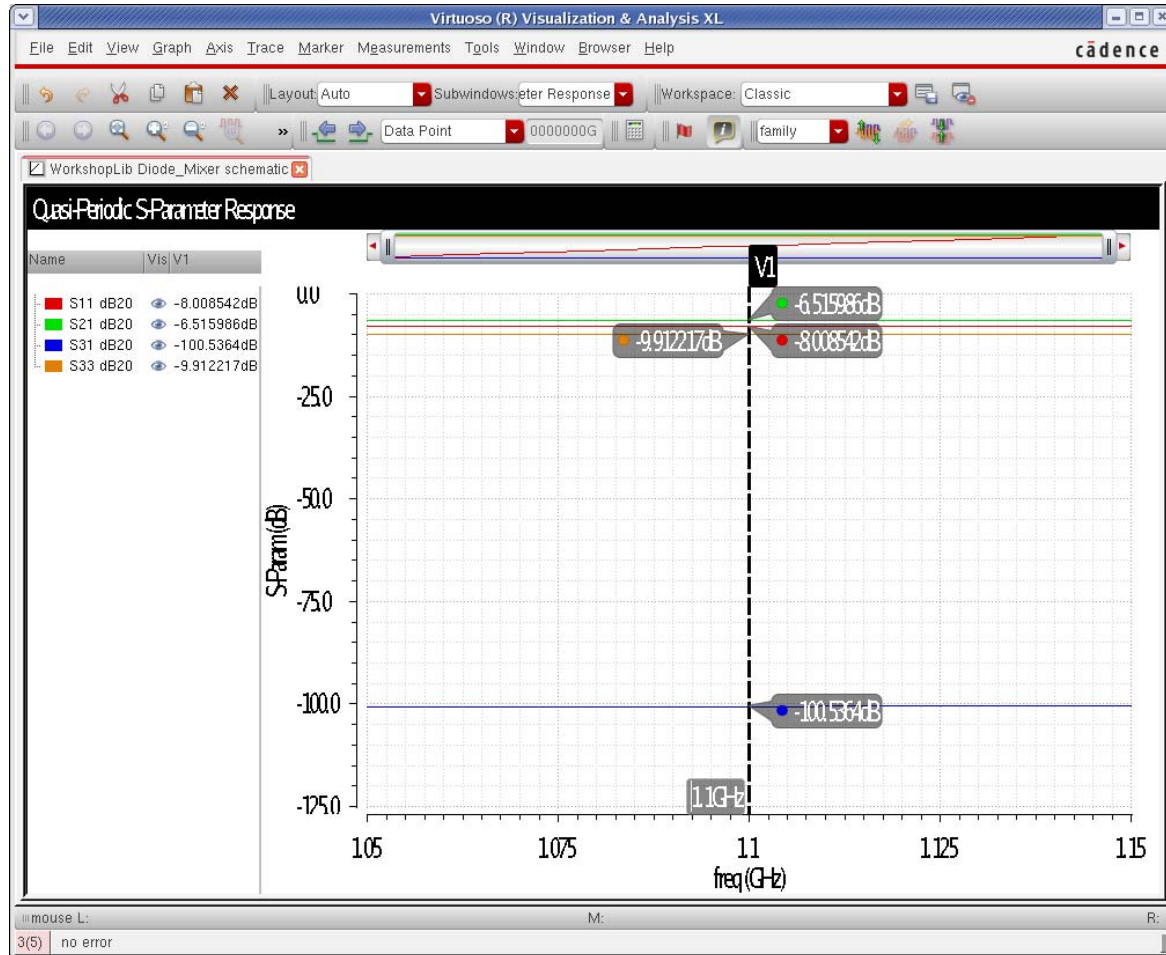 Virtuoso (R) Visualization & Analysis XL
File Edit View Graph Axis Trace Marker Measurements Tools Window Browser Help
cādence
Layout: Auto Subwindows: eter Response Workspace: Classic
» Data Point 0000000G family
WorkshopLib Diode_Mixer schematic
Quasi-Periodic S-Parameter Response
Name Vis V1
S11 dB20 -8.008542dB
S21 dB20 -6.515986dB
S31 dB20 -100.5364dB
S33 dB20 -9.912217dB
V1
0.0
-6.515986dB
-9.912217dB
-8.008542dB
-25.0
-50.0
S-Param (dB)
-75.0
-100.0
-100.5364dB
1.1GHz
-125.0
1.05 1.075 1.1 1.125 1.15
freq (GHz)
mouse L: M: R:
3(5) no error